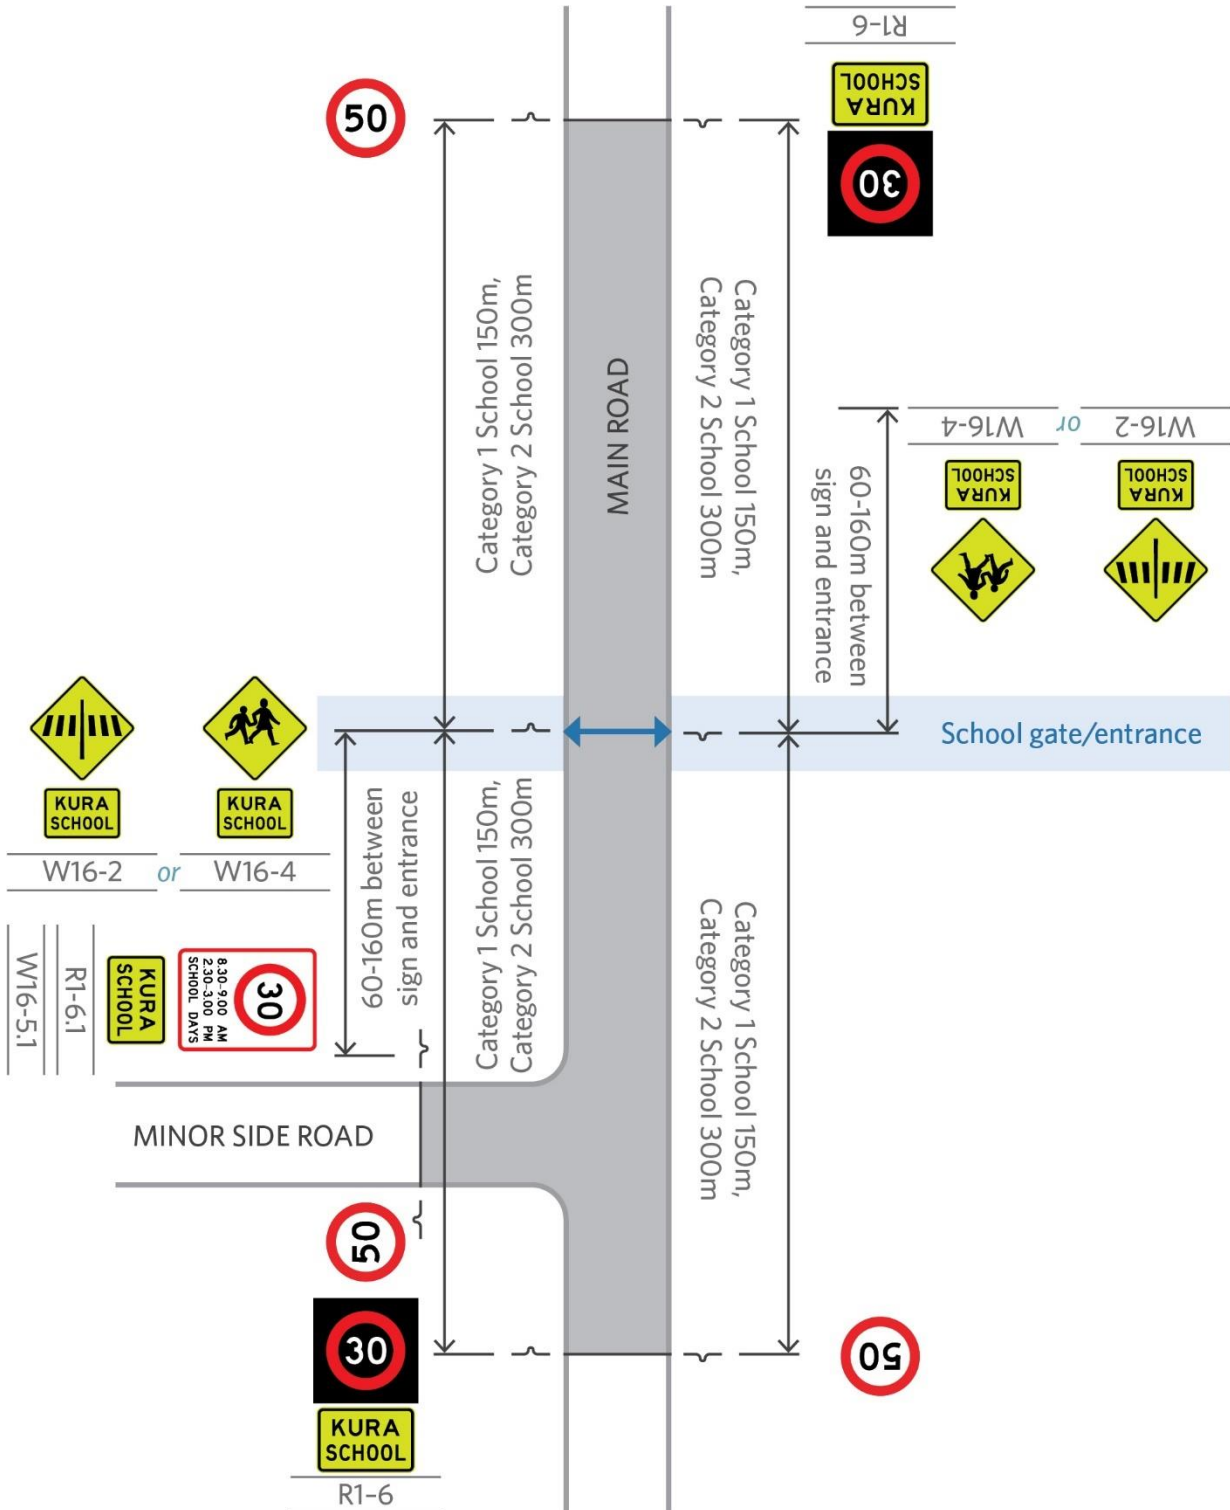 R1-6
KURA
SCHOOL
30
50
Category 1 School 150m,
Category 2 School 300m
MAIN ROAD
Category 1 School 150m,
Category 2 School 300m
60-160m between
sign and entrance
W16-4 or W16-2
KURA
SCHOOL
KURA
SCHOOL
School gate/entrance
KURA
SCHOOL
KURA
SCHOOL
W16-2 or W16-4
60-160m between
sign and entrance
Category 1 School 150m,
Category 2 School 300m
Category 1 School 150m,
Category 2 School 300m
W16-5.1
R1-6.1
KURA
SCHOOL
30
8.30-9.00 AM
2.30-3.00 PM
SCHOOL DAYS
MINOR SIDE ROAD
50
30
KURA
SCHOOL
R1-6
50